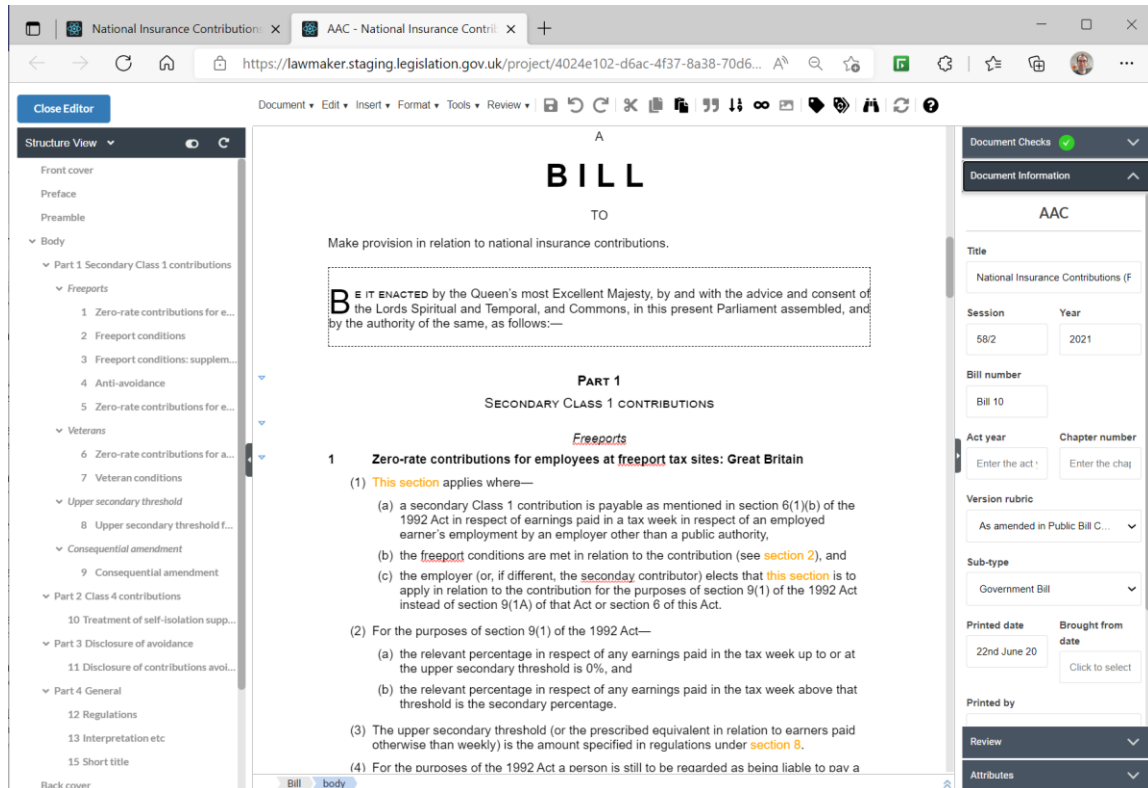 National Insurance Contribution
AAC - National Insurance Contri
https://lawmaker.staging.legislation.gov.uk/project/4024e102-d6ac-4f37-8a38-70d6...
Close Editor
Document Edit Insert Format Tools Review
Structure View
Front cover
Preface
Preamble
Body
Part 1 Secondary Class 1 contributions
Freeports
1 Zero-rate contributions for e...
2 Freeport conditions
3 Freeport conditions: supplem...
4 Anti-avoidance
5 Zero-rate contributions for e...
Veterans
6 Zero-rate contributions for a...
7 Veteran conditions
Upper secondary threshold
8 Upper secondary threshold f...
Consequential amendment
9 Consequential amendment
Part 2 Class 4 contributions
10 Treatment of self-isolation supp...
Part 3 Disclosure of avoidance
11 Disclosure of contributions avoi...
Part 4 General
12 Regulations
13 Interpretation etc
15 Short title
Back cover
A
BILL
TO
Make provision in relation to national insurance contributions.
BE IT ENACTED by the Queen's most Excellent Majesty, by and with the advice and consent of
the Lords Spiritual and Temporal, and Commons, in this present Parliament assembled, and
by the authority of the same, as follows:—
PART 1
SECONDARY CLASS 1 CONTRIBUTIONS
Freeports
1 Zero-rate contributions for employees at freeport tax sites: Great Britain
(1) This section applies where—
(a) a secondary Class 1 contribution is payable as mentioned in section 6(1)(b) of the
1992 Act in respect of earnings paid in a tax week in respect of an employed
earner's employment by an employer other than a public authority,
(b) the freeport conditions are met in relation to the contribution (see section 2), and
(c) the employer (or, if different, the seconday contributor) elects that this section is to
apply in relation to the contribution for the purposes of section 9(1) of the 1992 Act
instead of section 9(1A) of that Act or section 6 of this Act.
(2) For the purposes of section 9(1) of the 1992 Act—
(a) the relevant percentage in respect of any earnings paid in the tax week up to or at
the upper secondary threshold is 0%, and
(b) the relevant percentage in respect of any earnings paid in the tax week above that
threshold is the secondary percentage.
(3) The upper secondary threshold (or the prescribed equivalent in relation to earners paid
otherwise than weekly) is the amount specified in regulations under section 8.
(4) For the purposes of the 1992 Act a person is still to be regarded as being liable to pay a
Bill body
Document Checks
Document Information
AAC
Title
National Insurance Contributions (F
Session Year
58/2 2021
Bill number
Bill 10
Act year Chapter number
Enter the act y Enter the chap
Version rubric
As amended in Public Bill C...
Sub-type
Government Bill
Printed date Brought from date
22nd June 20 Click to select
Printed by
Review
Attributes